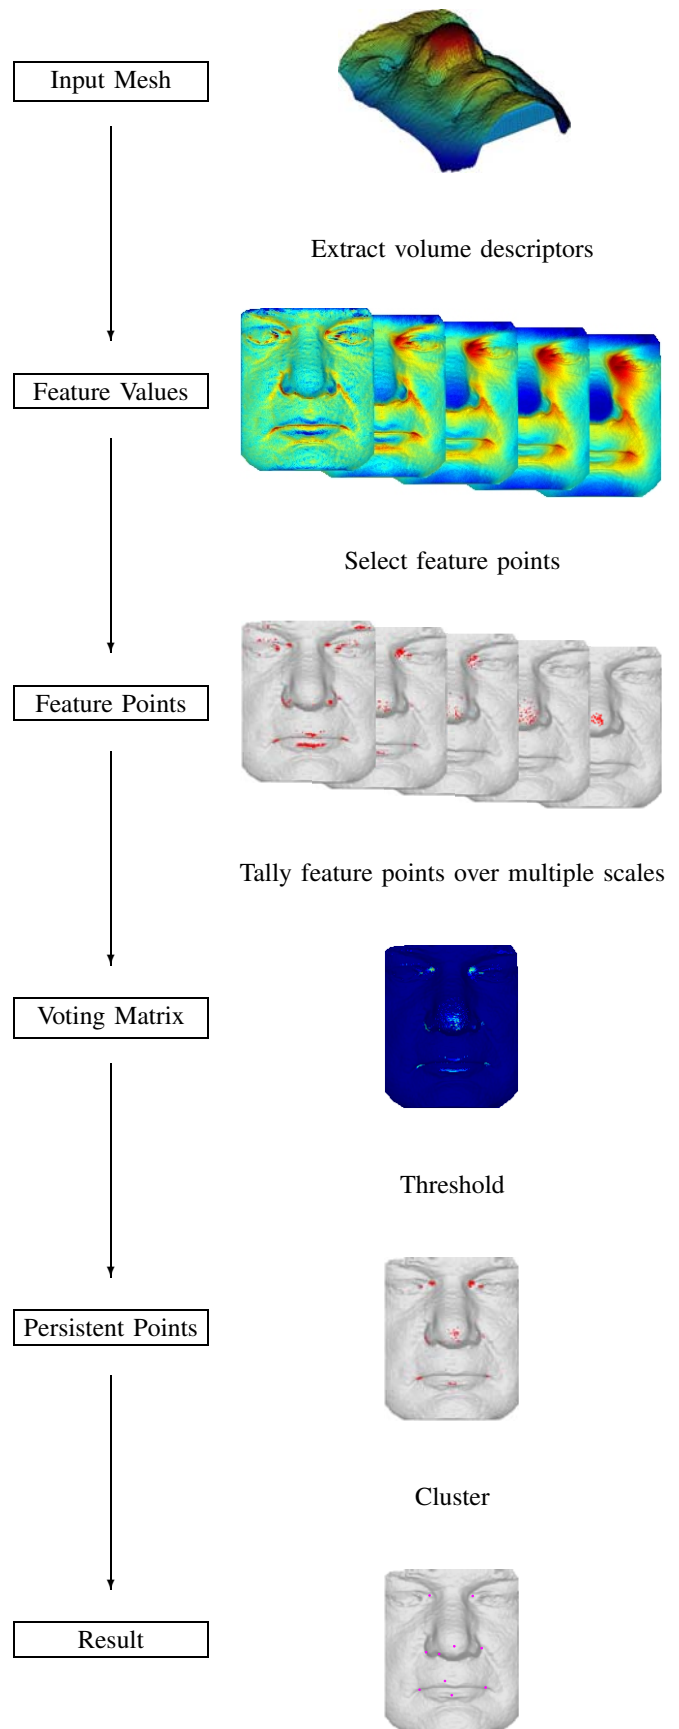 Input Mesh
Extract volume descriptors
Feature Values
Select feature points
Feature Points
Tally feature points over multiple scales
Voting Matrix
Threshold
Persistent Points
Cluster
Result